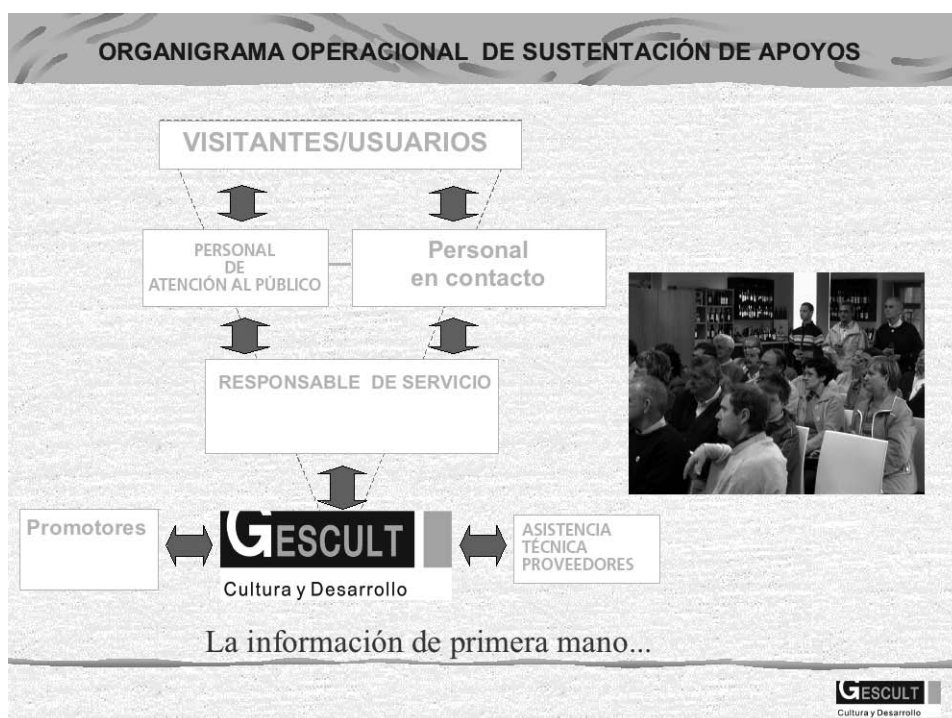 ORGANIGRAMA OPERACIONAL DE SUSTENTACIÓN DE APOYOS
VISITANTES/USUARIOS
PERSONAL
DE
ATENCIÓN AL PÚBLICO
Personal
en contacto
RESPONSABLE DE SERVICIO
Promotores
GESCULT
Cultura y Desarrollo
ASISTENCIA
TÉCNICA
PROVEEDORES
La información de primera mano...
GESCULT
Cultura y Desarrollo